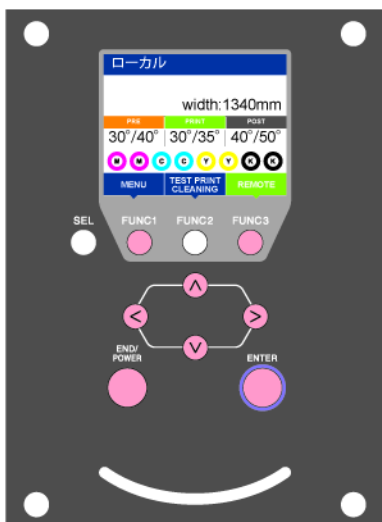 ローカル
width:1340mm
PRE PRINT POST
30°/40° 30°/35° 40°/50°
M M C C Y Y K K
MENU TEST PRINT CLEANING REMOTE
SEL FUNC1 FUNC2 FUNC3
END/
POWER
ENTER